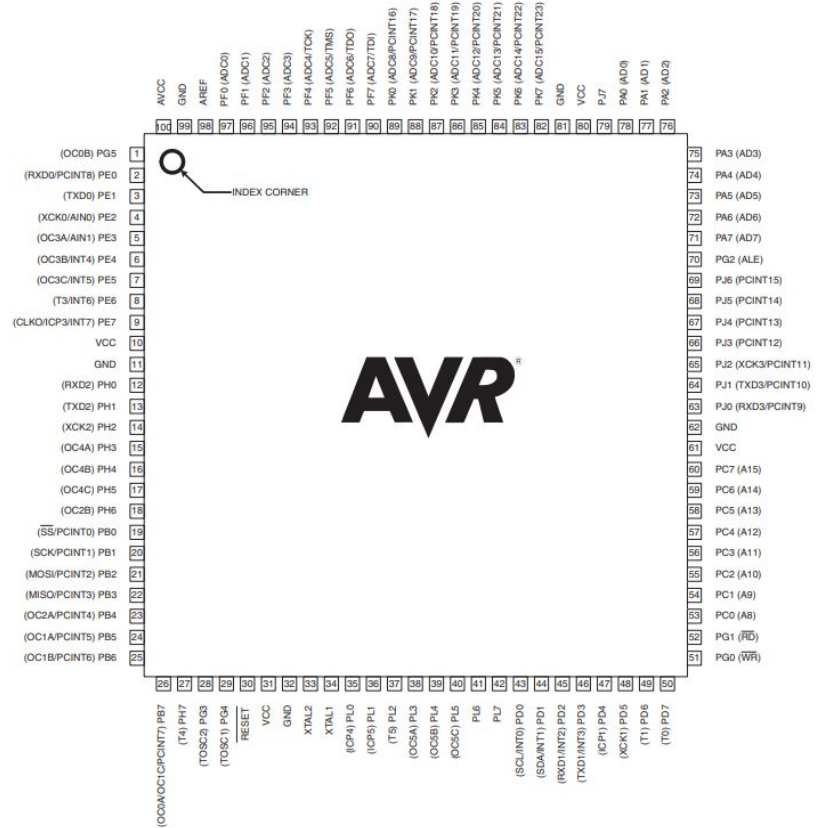 AVCC
GND
AREF
PF0 (ADC0)
PF1 (ADC1)
PF2 (ADC2)
PF3 (ADC3)
PF4 (ADC4/TCK)
PF5 (ADC5/TMS)
PF6 (ADC6/TDO)
PF7 (ADC7/TDI)
PK0 (ADC8/PCINT16)
PK1 (ADC9/PCINT17)
PK2 (ADC10/PCINT18)
PK3 (ADC11/PCINT19)
PK4 (ADC12/PCINT20)
PK5 (ADC13/PCINT21)
PK6 (ADC14/PCINT22)
PK7 (ADC15/PCINT23)
GND
VCC
PJ7
PA0 (AD0)
PA1 (AD1)
PA2 (AD2)
100 99 98 97 96 95 94 93 92 91 90 89 88 87 86 85 84 83 82 81 80 79 78 77 76
(OC0B) PG5 1
(RXD0/PCINT8) PE0 2
(TXD0) PE1 3
(XCK0/AIN0) PE2 4
(OC3A/AIN1) PE3 5
(OC3B/INT4) PE4 6
(OC3C/INT5) PE5 7
(T3/INT6) PE6 8
(CLKO/ICP3/INT7) PE7 9
VCC 10
GND 11
(RXD2) PH0 12
(TXD2) PH1 13
(XCK2) PH2 14
(OC4A) PH3 15
(OC4B) PH4 16
(OC4C) PH5 17
(OC2B) PH6 18
(SS/PCINT0) PB0 19
(SCK/PCINT1) PB1 20
(MOSI/PCINT2) PB2 21
(MISO/PCINT3) PB3 22
(OC2A/PCINT4) PB4 23
(OC1A/PCINT5) PB5 24
(OC1B/PCINT6) PB6 25
INDEX CORNER
AVR®
75 PA3 (AD3)
74 PA4 (AD4)
73 PA5 (AD5)
72 PA6 (AD6)
71 PA7 (AD7)
70 PG2 (ALE)
69 PJ6 (PCINT15)
68 PJ5 (PCINT14)
67 PJ4 (PCINT13)
66 PJ3 (PCINT12)
65 PJ2 (XCK3/PCINT11)
64 PJ1 (TXD3/PCINT10)
63 PJ0 (RXD3/PCINT9)
62 GND
61 VCC
60 PC7 (A15)
59 PC6 (A14)
58 PC5 (A13)
57 PC4 (A12)
56 PC3 (A11)
55 PC2 (A10)
54 PC1 (A9)
53 PC0 (A8)
52 PG1 (RD)
51 PG0 (WR)
26 27 28 29 30 31 32 33 34 35 36 37 38 39 40 41 42 43 44 45 46 47 48 49 50
(OC0A/OC1C/PCINT7) PB7
(T4) PH7
(TOSC2) PG3
(TOSC1) PG4
RESET
VCC
GND
XTAL2
XTAL1
(ICP4) PL0
(ICP5) PL1
(T5) PL2
(OC5A) PL3
(OC5B) PL4
(OC5C) PL5
PL6
PL7
(SCL/INT0) PD0
(SDA/INT1) PD1
(RXD1/INT2) PD2
(TXD1/INT3) PD3
(ICP1) PD4
(XCK1) PD5
(T1) PD6
(T0) PD7